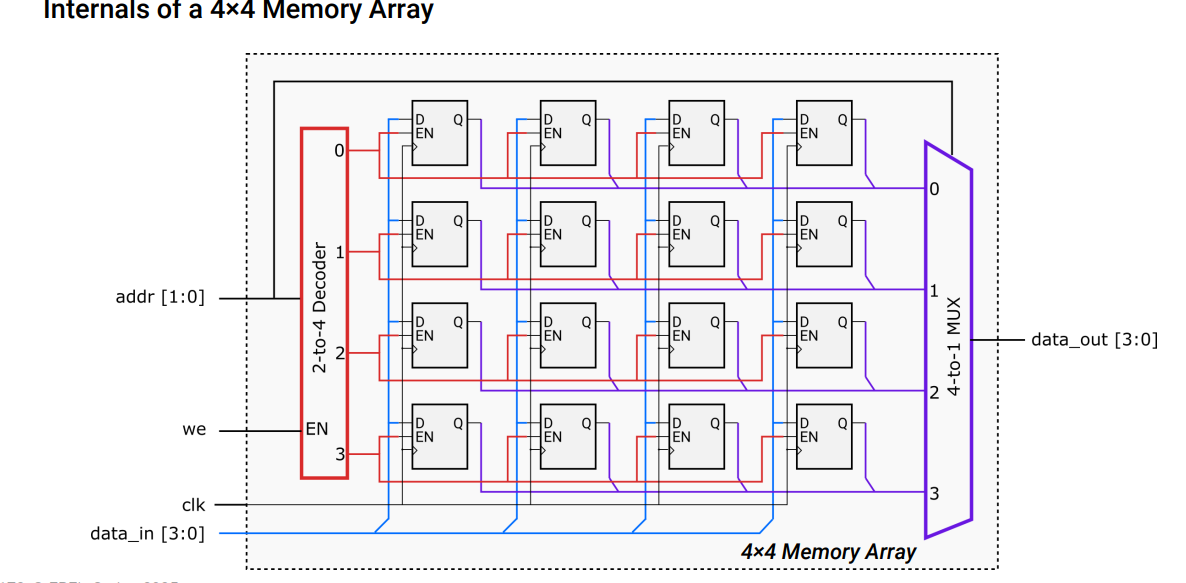 Internals of a 4×4 Memory Array
D Q D Q D Q D Q
EN EN EN EN
0
0
D Q D Q D Q D Q
EN EN EN EN
1
1
addr [1:0]
2-to-4 Decoder
D Q D Q D Q D Q
EN EN EN EN
2
2
4-to-1 MUX
data_out [3:0]
we
EN
D Q D Q D Q D Q
EN EN EN EN
3
3
clk
data_in [3:0]
4×4 Memory Array